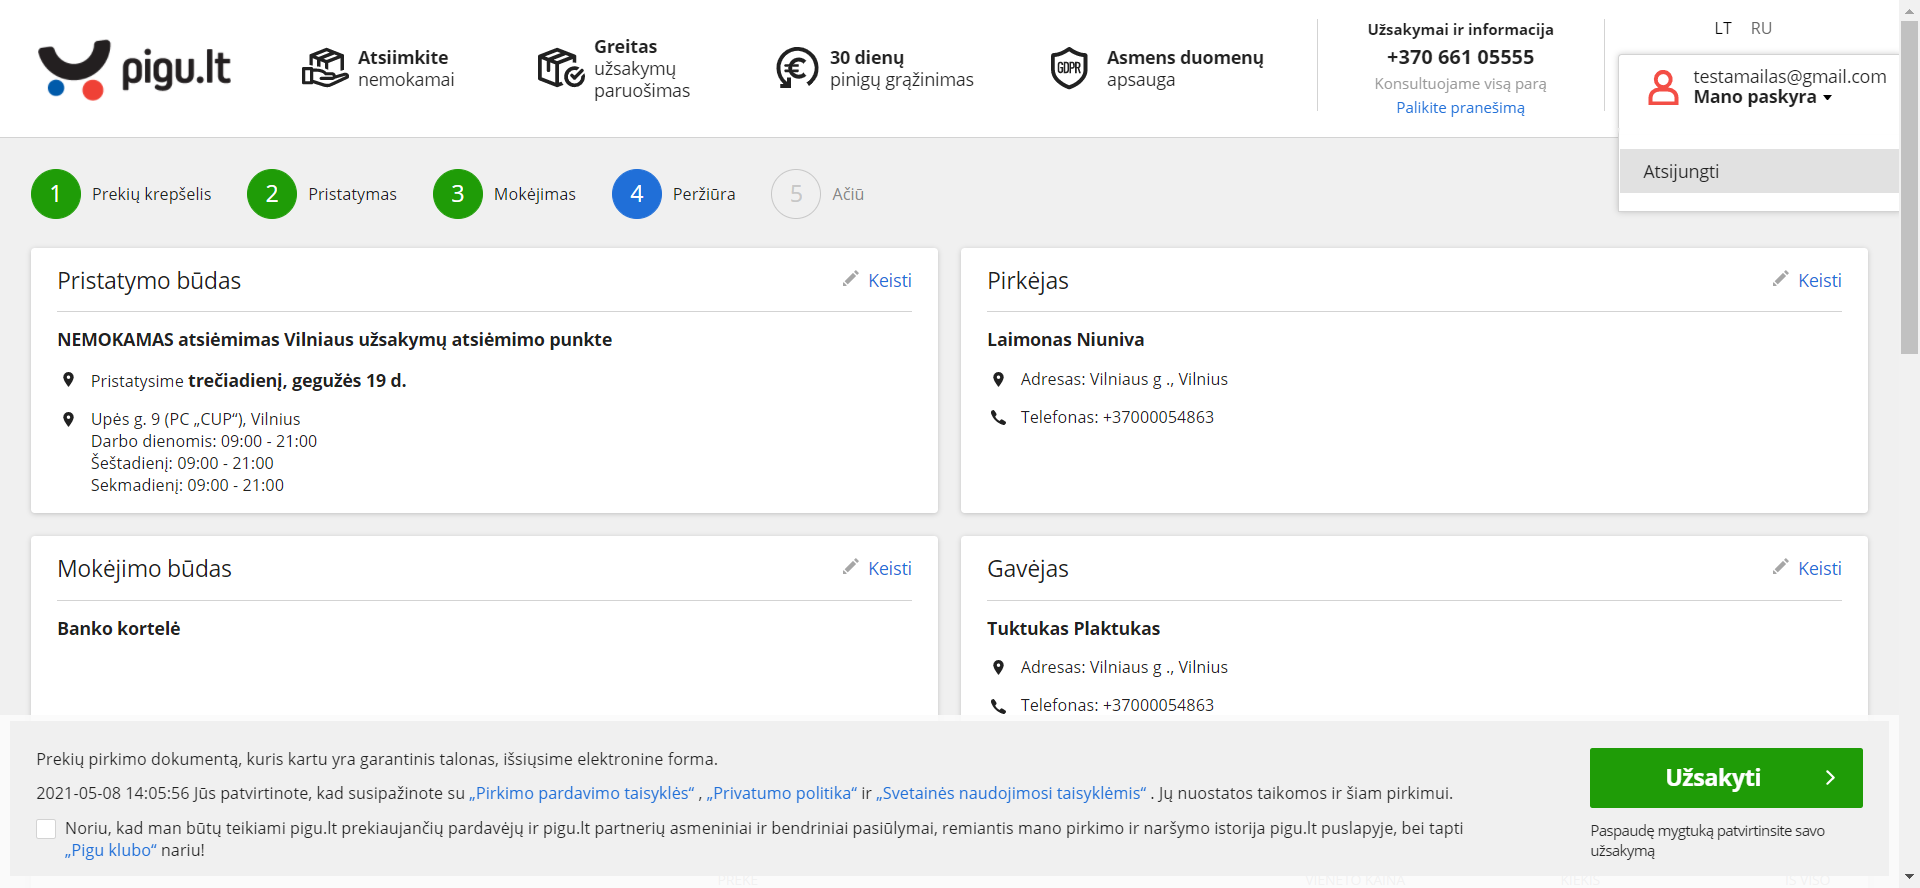 pigu.lt
Atsiimkite
nemokamai
Greitas
užsakymų
paruošimas
30 dienų
pinigų grąžinimas
GDPR
Asmens duomenų
apsauga
Užsakymai ir informacija
+370 661 05555
Konsultuojame visą parą
Palikite pranešimą
LT RU
testamailas@gmail.com
Mano paskyra
Atsijungti
1 Prekių krepšelis 2 Pristatymas 3 Mokėjimas 4 Peržiūra 5 Ačiū
Pristatymo būdas
Keisti
NEMOKAMAS atsiėmimas Vilniaus užsakymų atsiėmimo punkte
Pristatysime trečiadienį, gegužės 19 d.
Upės g. 9 (PC „CUP“), Vilnius
Darbo dienomis: 09:00 - 21:00
Šeštadienį: 09:00 - 21:00
Sekmadienį: 09:00 - 21:00
Pirkėjas
Keisti
Laimonas Niuniva
Adresas: Vilniaus g ., Vilnius
Telefonas: +37000054863
Mokėjimo būdas
Keisti
Banko kortelė
Gavėjas
Keisti
Tuktukas Plaktukas
Adresas: Vilniaus g ., Vilnius
Telefonas: +37000054863
Prekių pirkimo dokumentą, kuris kartu yra garantinis talonas, išsiųsime elektronine forma.
2021-05-08 14:05:56 Jūs patvirtinote, kad susipažinote su „Pirkimo pardavimo taisyklės“ , „Privatumo politika“ ir „Svetainės naudojimosi taisyklėmis“ . Jų nuostatos taikomos ir šiam pirkimui.
Noriu, kad man būtų teikiami pigu.lt prekiaujančių pardavėjų ir pigu.lt partnerių asmeniniai ir bendriniai pasiūlymai, remiantis mano pirkimo ir naršymo istorija pigu.lt puslapyje, bei tapti
„Pigu klubo“ nariu!
Užsakyti
Paspaudę mygtuką patvirtinsite savo
užsakymą
PREKĖ VIENETO KAINA KIEKIS IŠ VISO